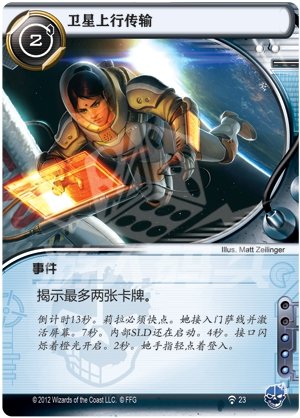 2
卫星上行传输
Illus. Matt Zeilinger
事件
揭示最多两张卡牌。
倒计时13秒。莉拉必须快点。她接入门萨线并激
活屏幕。7秒。内部SLD还在启动。4秒。接口闪
烁着橙光开启。2秒。她手指轻点着登入。
© 2012 Wizards of the Coast LLC. © FFG
23